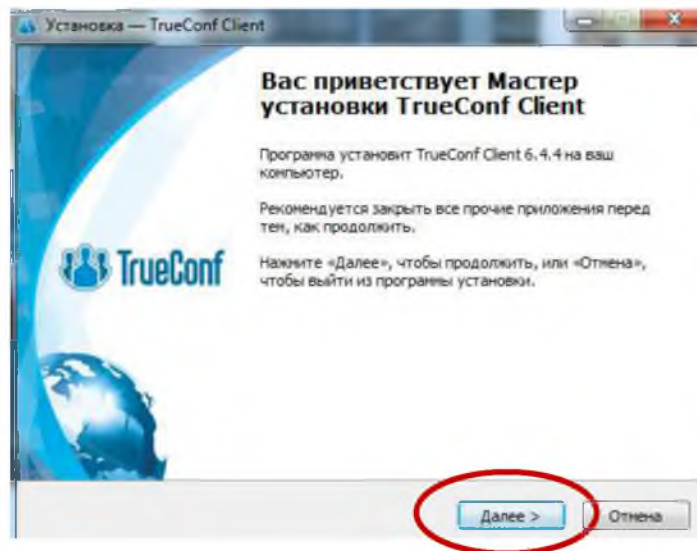 Установка — TrueConf Client
Вас приветствует Мастер
установки TrueConf Client
Программа установит TrueConf Client 6.4.4 на ваш
компьютер.
Рекомендуется закрыть все прочие приложения перед
тем, как продолжить.
Нажмите «Далее», чтобы продолжить, или «Отмена»,
чтобы выйти из программы установки.
TrueConf
Далее >
Отмена